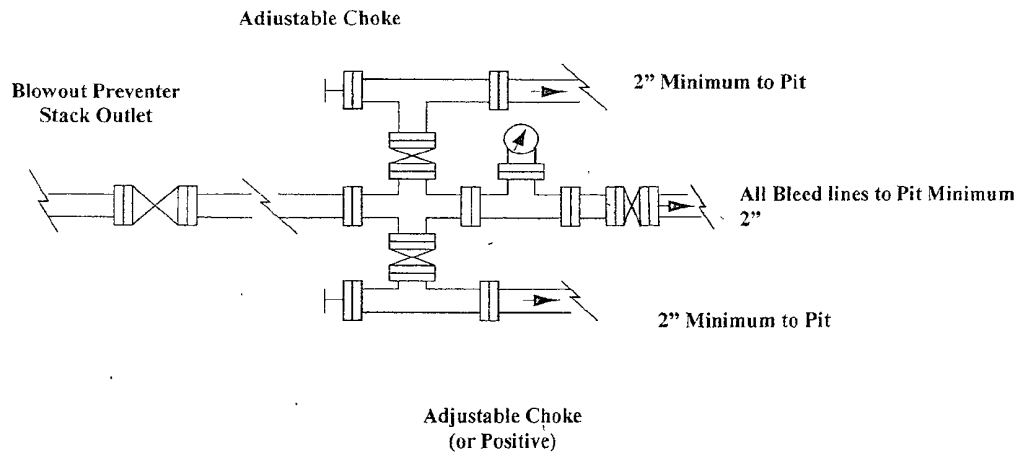 Adjustable Choke
2” Minimum to Pit
Blowout Preventer
Stack Outlet
All Bleed lines to Pit Minimum
2”
2” Minimum to Pit
Adjustable Choke
(or Positive)